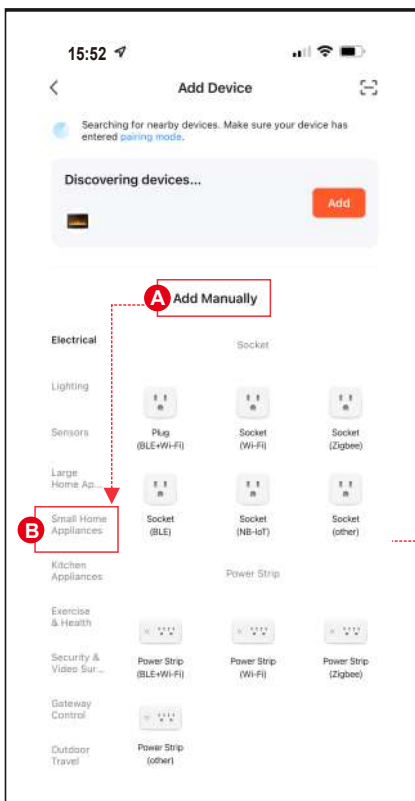 15:52
Add Device
Searching for nearby devices. Make sure your device has
entered pairing mode.
Discovering devices...
Add
A
Add Manually
Electrical
Socket
Lighting
Sensors
Plug
(BLE+Wi-Fi)
Socket
(Wi-Fi)
Socket
(Zigbee)
Large
Home Ap...
B
Small Home
Appliances
Socket
(BLE)
Socket
(NB-IoT)
Socket
(other)
Kitchen
Appliances
Power Strip
Exercise
& Health
Security &
Video Sur...
Power Strip
(BLE+Wi-Fi)
Power Strip
(Wi-Fi)
Power Strip
(Zigbee)
Gateway
Control
Outdoor
Travel
Power Strip
(other)